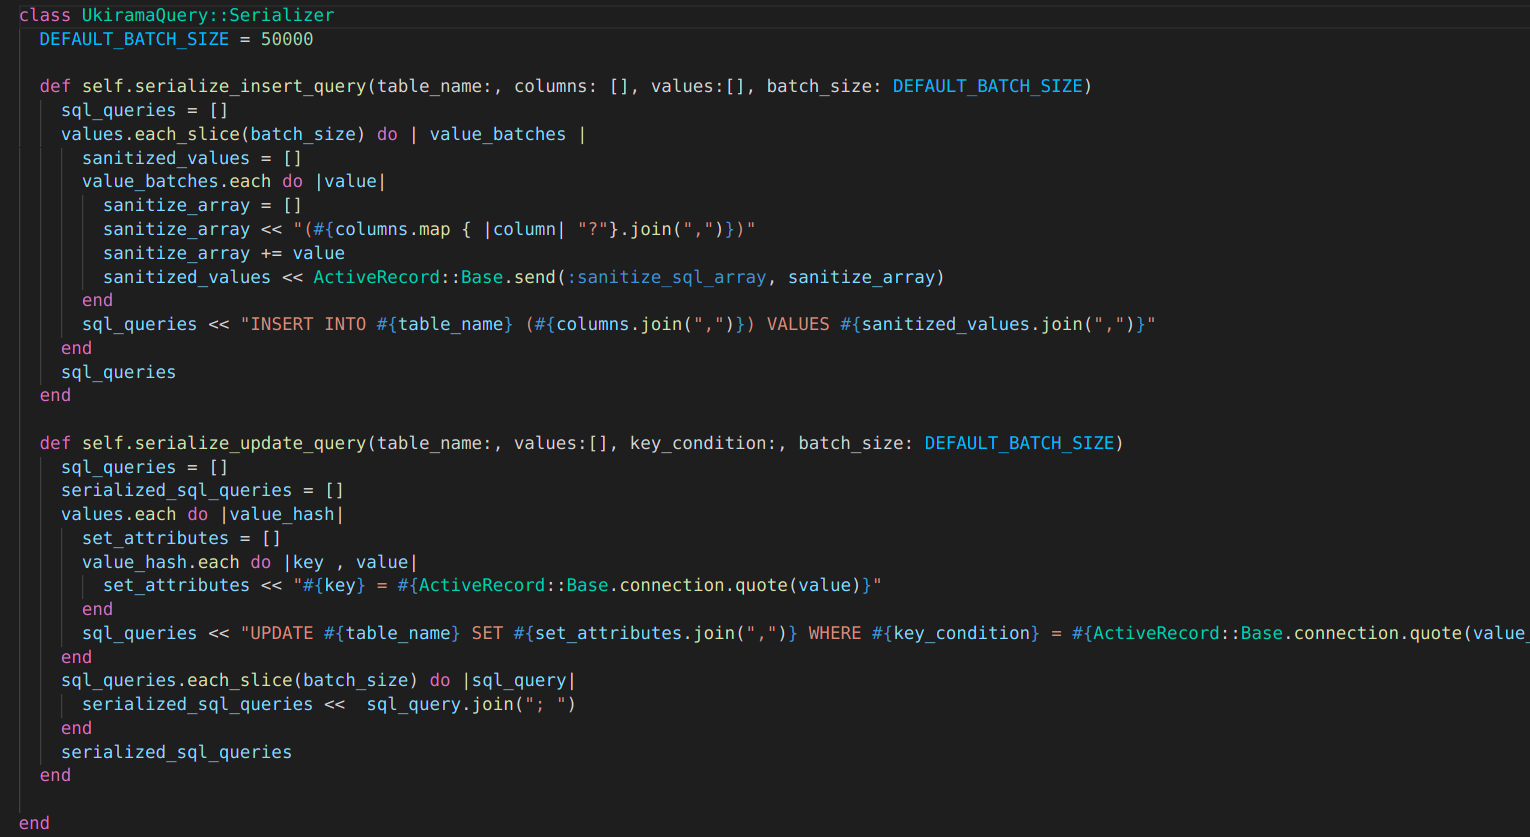 class UkiramaQuery::Serializer
  DEFAULT_BATCH_SIZE = 50000

  def self.serialize_insert_query(table_name:, columns: [], values:[], batch_size: DEFAULT_BATCH_SIZE)
    sql_queries = []
    values.each_slice(batch_size) do | value_batches |
      sanitized_values = []
      value_batches.each do |value|
        sanitize_array = []
        sanitize_array << "(#{columns.map { |column| "?"}.join(",")})"
        sanitize_array += value
        sanitized_values << ActiveRecord::Base.send(:sanitize_sql_array, sanitize_array)
      end
      sql_queries << "INSERT INTO #{table_name} (#{columns.join(",")}) VALUES #{sanitized_values.join(",")}"
    end
    sql_queries
  end

  def self.serialize_update_query(table_name:, values:[], key_condition:, batch_size: DEFAULT_BATCH_SIZE)
    sql_queries = []
    serialized_sql_queries = []
    values.each do |value_hash|
      set_attributes = []
      value_hash.each do |key , value|
        set_attributes << "#{key} = #{ActiveRecord::Base.connection.quote(value)}"
      end
      sql_queries << "UPDATE #{table_name} SET #{set_attributes.join(",")} WHERE #{key_condition} = #{ActiveRecord::Base.connection.quote(value_
    end
    sql_queries.each_slice(batch_size) do |sql_query|
      serialized_sql_queries <<  sql_query.join("; ")
    end
    serialized_sql_queries
  end

end